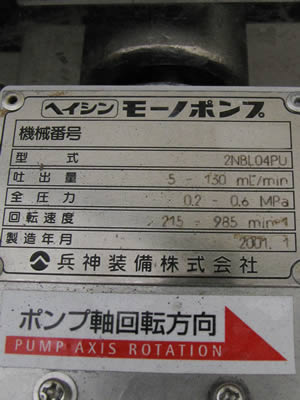 ヘイシン モーノポンプ
機械番号
型式 2NBL04PU
吐出量 5 - 130 mL/min
全圧力 0.2 - 0.6 MPa
回転速度 215 - 985 min-1
製造年月 2001. 1
兵神装備株式会社
ポンプ軸回転方向
PUMP AXIS ROTATION